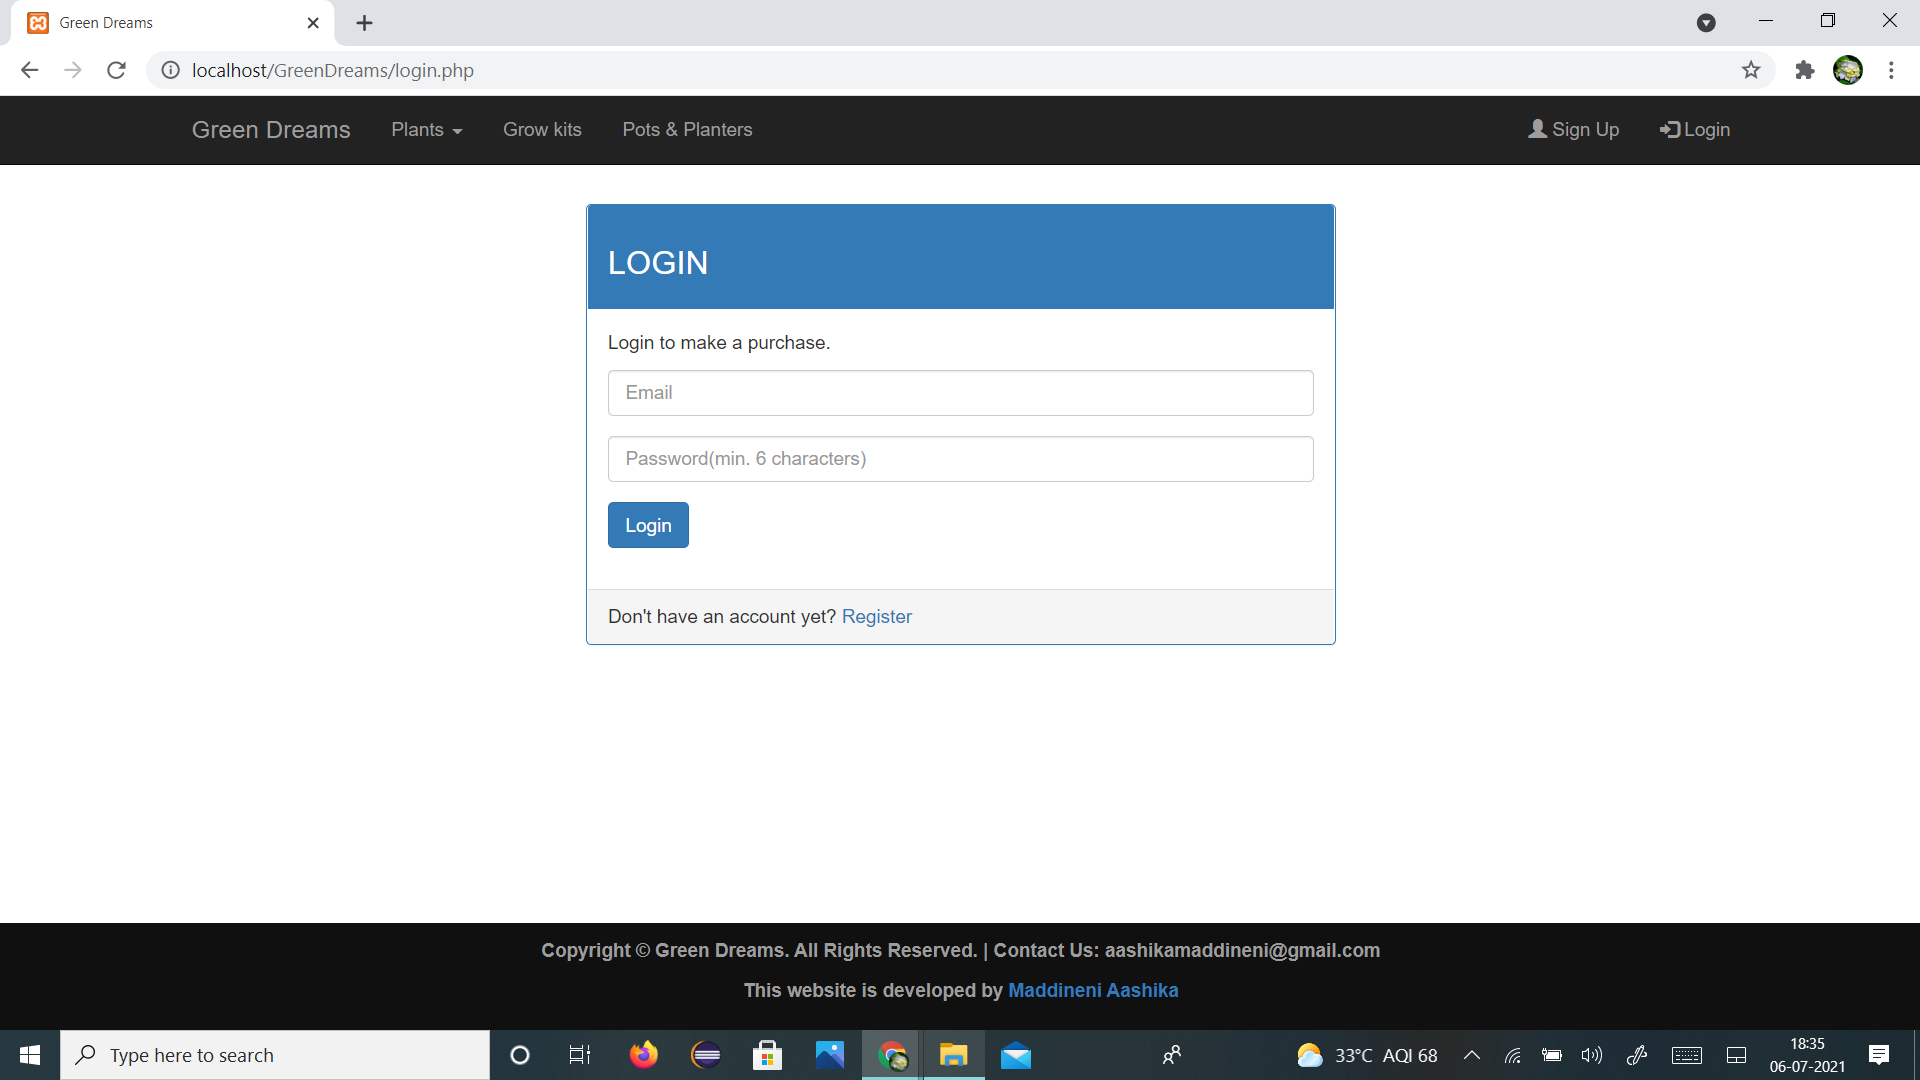 Green Dreams
localhost/GreenDreams/login.php
Green Dreams Plants Grow kits Pots & Planters Sign Up Login
LOGIN
Login to make a purchase.
Email
Password(min. 6 characters)
Login
Don't have an account yet? Register
Copyright © Green Dreams. All Rights Reserved. | Contact Us: aashikamaddineni@gmail.com
This website is developed by Maddineni Aashika
Type here to search
33°C AQI 68
18:35
06-07-2021